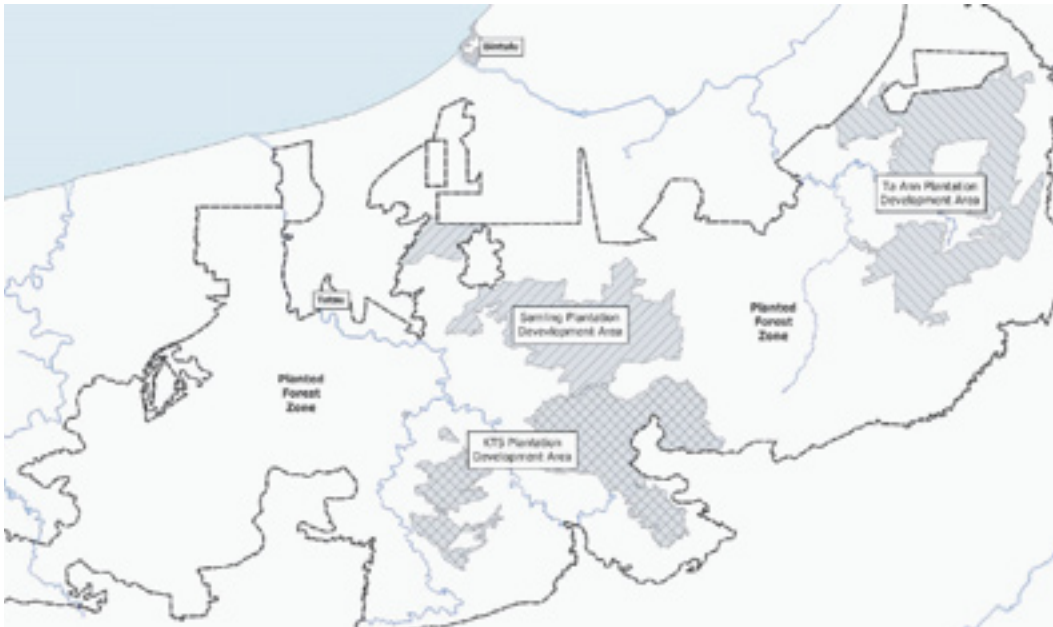 Bintulu
Ta Ann Plantation
Development Area
Tatau
Samling Plantation
Devevelopment Area
Planted
Forest
Zone
Planted
Forest
Zone
KTS Plantation
Development Area